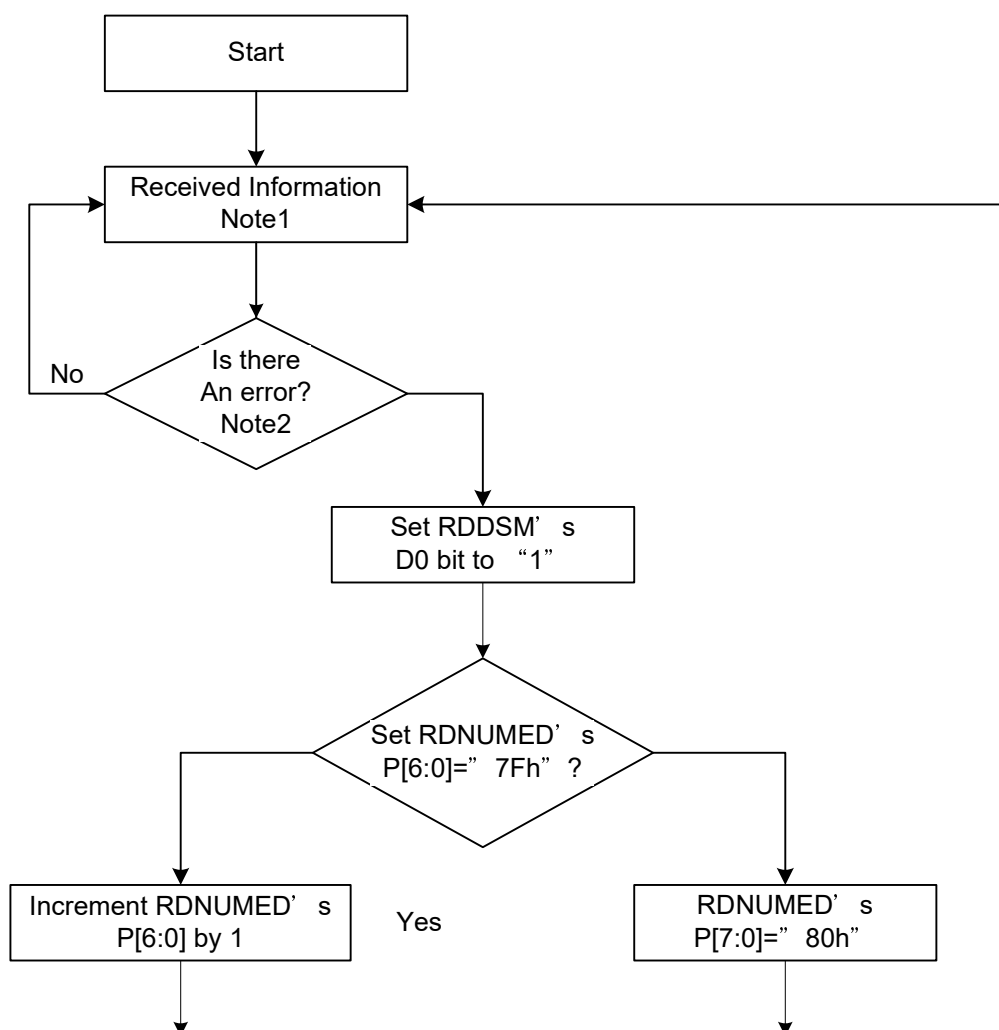 Start
Received Information
Note1
No
Is there
An error?
Note2
Set RDDSM’ s
D0 bit to “1”
Set RDNUMED’ s
P[6:0]=” 7Fh” ?
Increment RDNUMED’ s
P[6:0] by 1
Yes
RDNUMED’ s
P[7:0]=” 80h”